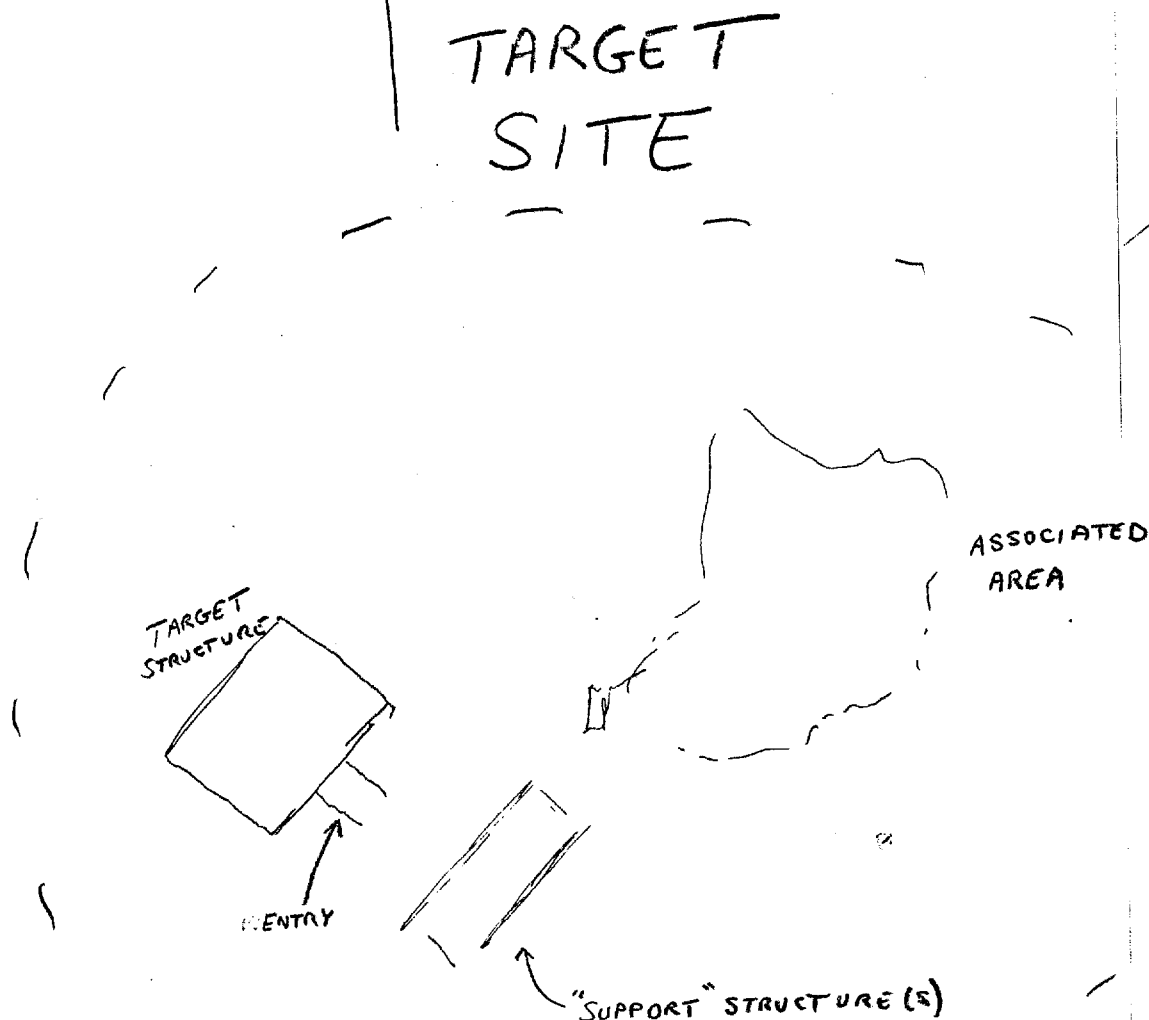 TARGET
SITE
ASSOCIATED
AREA
TARGET
STRUCTURE
ENTRY
"SUPPORT" STRUCTURE(S)